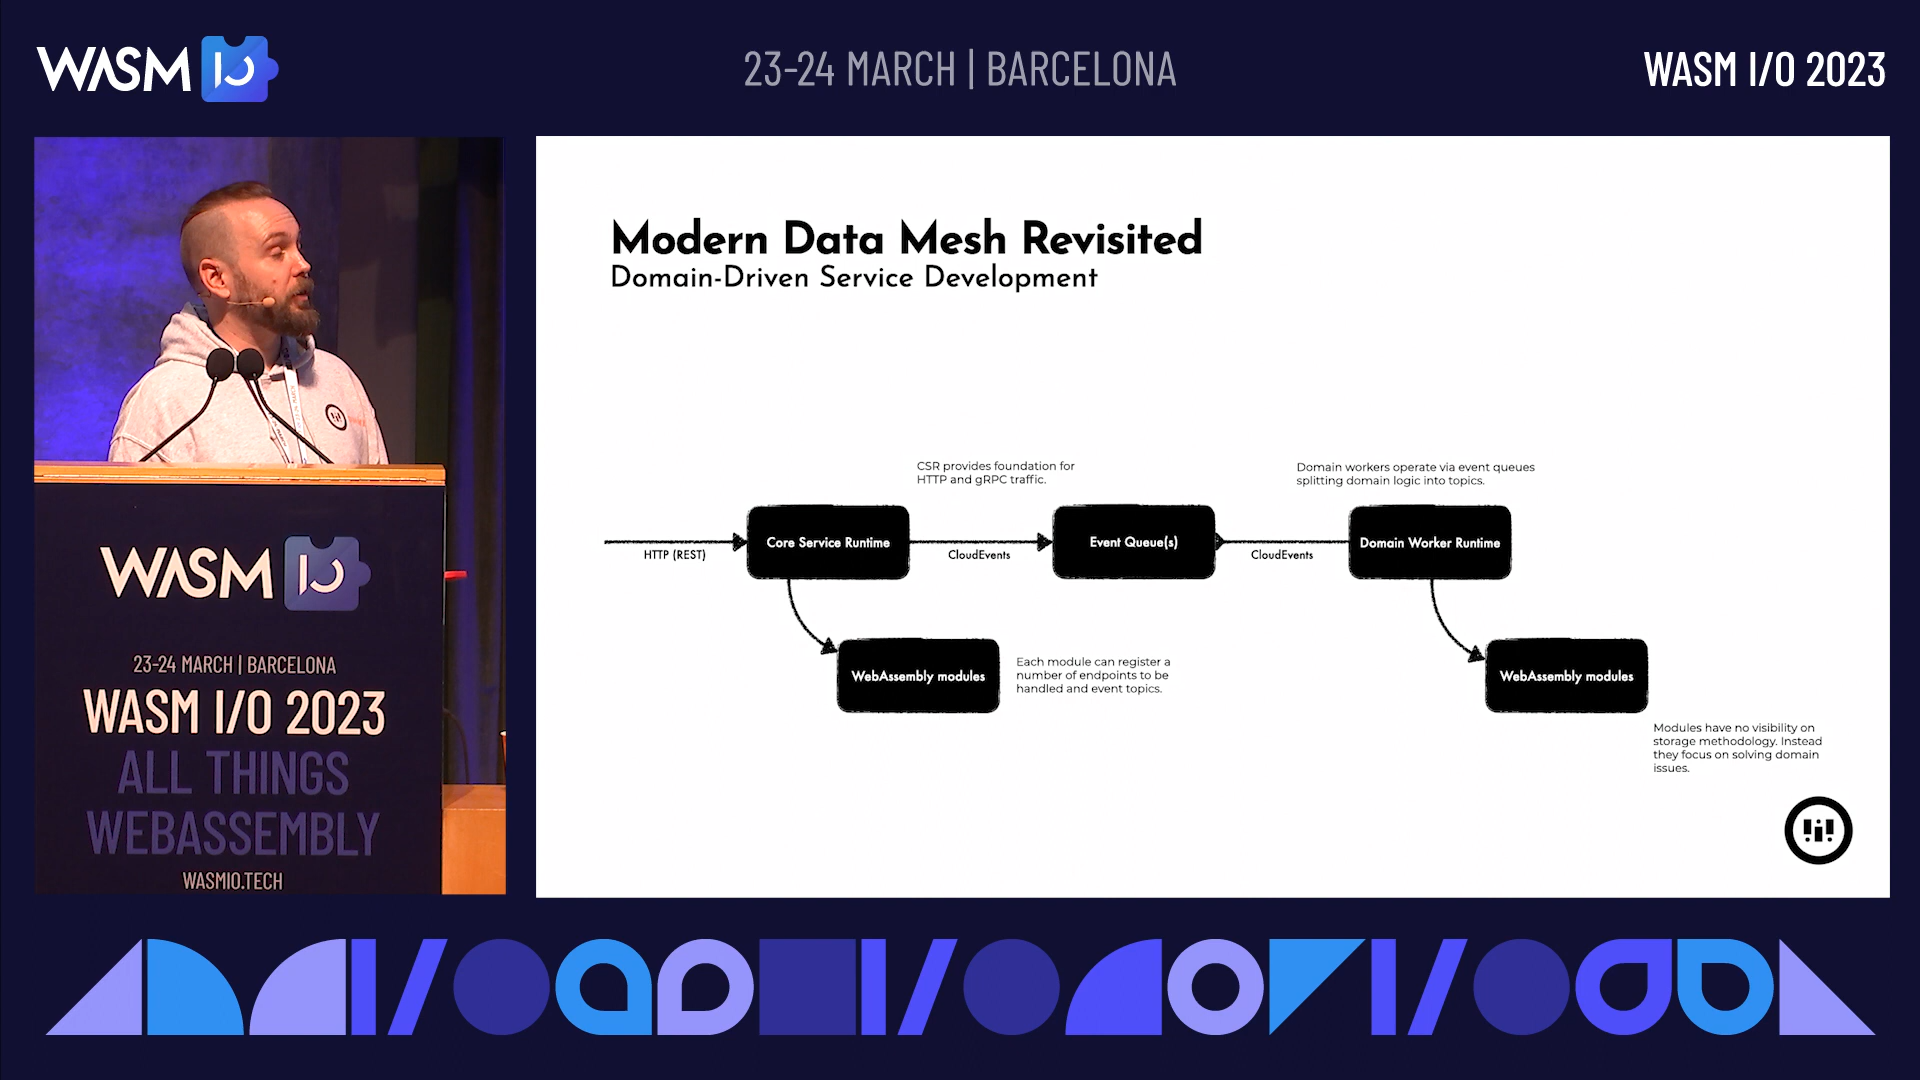 WASM IO
23-24 MARCH | BARCELONA
WASM I/O 2023
WASM IO
23-24 MARCH | BARCELONA
WASM I/O 2023
ALL THINGS
WEBASSEMBLY
WASMIO.TECH
Modern Data Mesh Revisited
Domain-Driven Service Development
CSR provides foundation for
HTTP and gRPC traffic.
Domain workers operate via event queues
splitting domain logic into topics.
HTTP (REST)
Core Service Runtime
CloudEvents
Event Queue(s)
CloudEvents
Domain Worker Runtime
WebAssembly modules
Each module can register a
number of endpoints to be
handled and event topics.
WebAssembly modules
Modules have no visibility on
storage methodology. Instead
they focus on solving domain
issues.